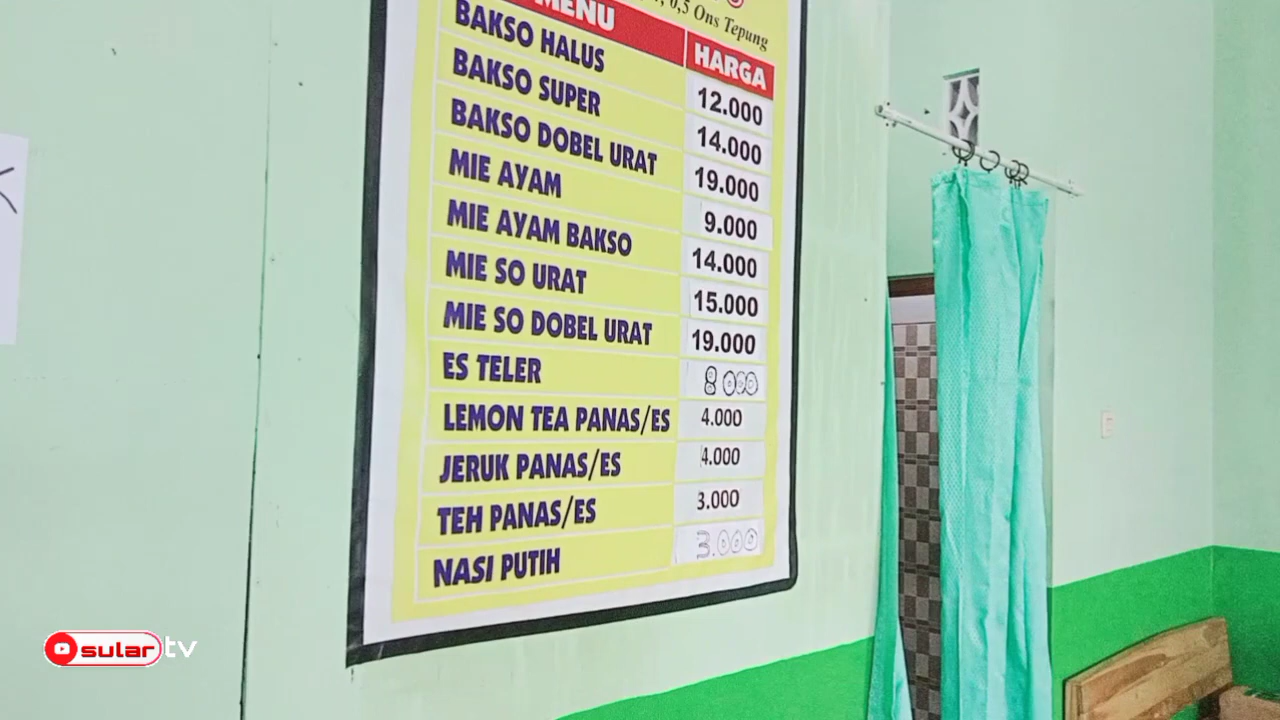 0,5 Ons Tepung
MENU HARGA
BAKSO HALUS 12.000
BAKSO SUPER 14.000
BAKSO DOBEL URAT 19.000
MIE AYAM 9.000
MIE AYAM BAKSO 14.000
MIE SO URAT 15.000
MIE SO DOBEL URAT 19.000
ES TELER 8000
LEMON TEA PANAS/ES 4.000
JERUK PANAS/ES 4.000
TEH PANAS/ES 3.000
NASI PUTIH 3.000
sular tv